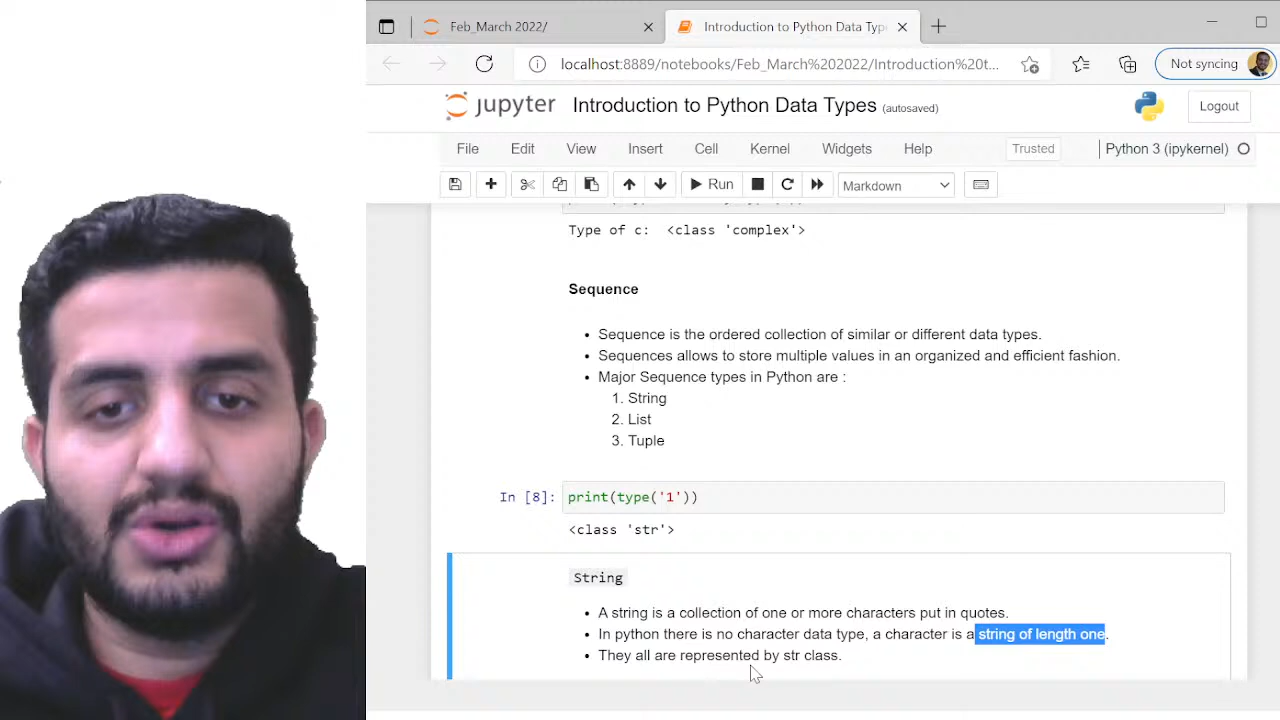 Feb_March 2022/
Introduction to Python Data Type
localhost:8889/notebooks/Feb_March%202022/Introduction%20t...
Not syncing
jupyter Introduction to Python Data Types (autosaved)
Logout
File Edit View Insert Cell Kernel Widgets Help
Trusted
Python 3 (ipykernel)
Run
Markdown
Type of c: <class 'complex'>
Sequence
• Sequence is the ordered collection of similar or different data types.
• Sequences allows to store multiple values in an organized and efficient fashion.
• Major Sequence types in Python are :
1. String
2. List
3. Tuple
In [8]: print(type('1'))
<class 'str'>
String
• A string is a collection of one or more characters put in quotes.
• In python there is no character data type, a character is a string of length one.
• They all are represented by str class.